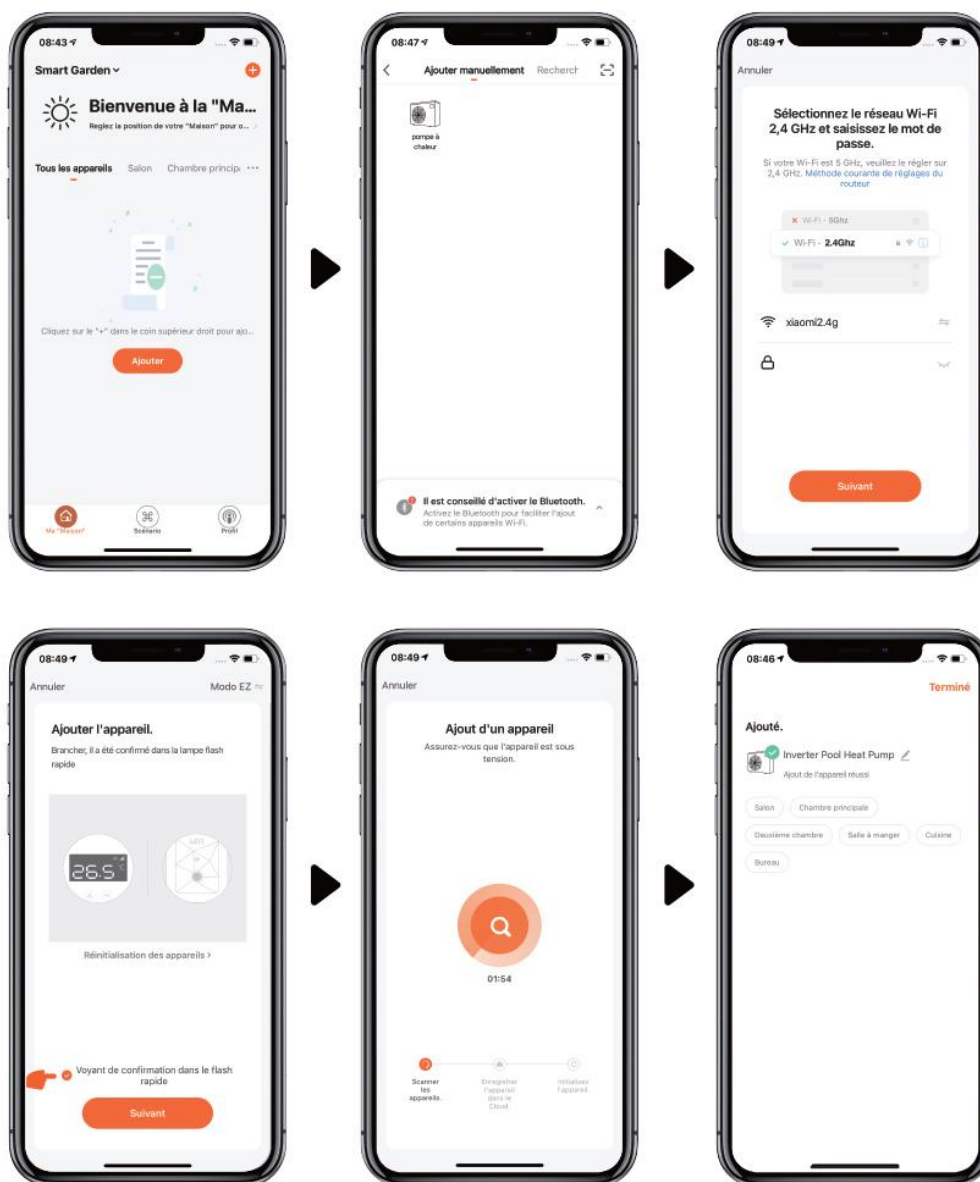 08:43
Smart Garden
Bienvenue à la "Ma...
Reglez la position de votre "Maison" pour o...
Tous les appareils Salon Chambre principa ...
Cliquez sur le "+" dans le coin supérieur droit pour ajo...
Ajouter
Ma "Maison" Scénario Profil
08:47
Ajouter manuellement Recherch
pompe à
chaleur
Il est conseillé d'activer le Bluetooth.
Activez le Bluetooth pour faciliter l'ajout
de certains appareils Wi-Fi.
08:49
Annuler
Sélectionnez le réseau Wi-Fi
2,4 GHz et saisissez le mot de
passe.
Si votre Wi-Fi est 5 GHz, veuillez le régler sur
2,4 GHz. Méthode courante de réglages du
routeur
Wi-Fi - 5Ghz
Wi-Fi - 2.4Ghz
xiaomi2.4g
Suivant
08:49
Annuler Modo EZ
Ajouter l'appareil.
Brancher, il a été confirmé dans la lampe flash
rapide
26.5
Réinitialisation des appareils >
Voyant de confirmation dans le flash
rapide
Suivant
08:49
Annuler
Ajout d'un appareil
Assurez-vous que l'appareil est sous
tension.
01:54
Scanner
les
appareils.
Enregistrer
l'appareil
dans le
Cloud.
Initialisez
l'appareil.
08:46
Terminé
Ajouté.
Inverter Pool Heat Pump
Ajout de l'appareil réussi
Salon Chambre principale
Deuxième chambre Salle à manger Cuisine
Bureau